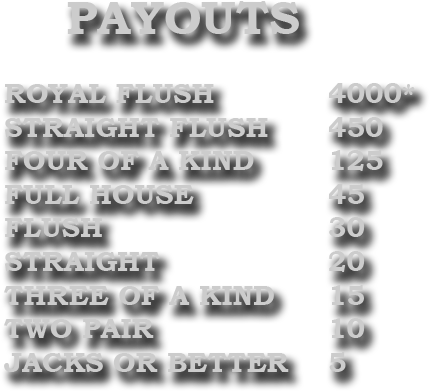 PAYOUTS
ROYAL FLUSH 4000*
STRAIGHT FLUSH 450
FOUR OF A KIND 125
FULL HOUSE 45
FLUSH 30
STRAIGHT 20
THREE OF A KIND 15
TWO PAIR 10
JACKS OR BETTER 5